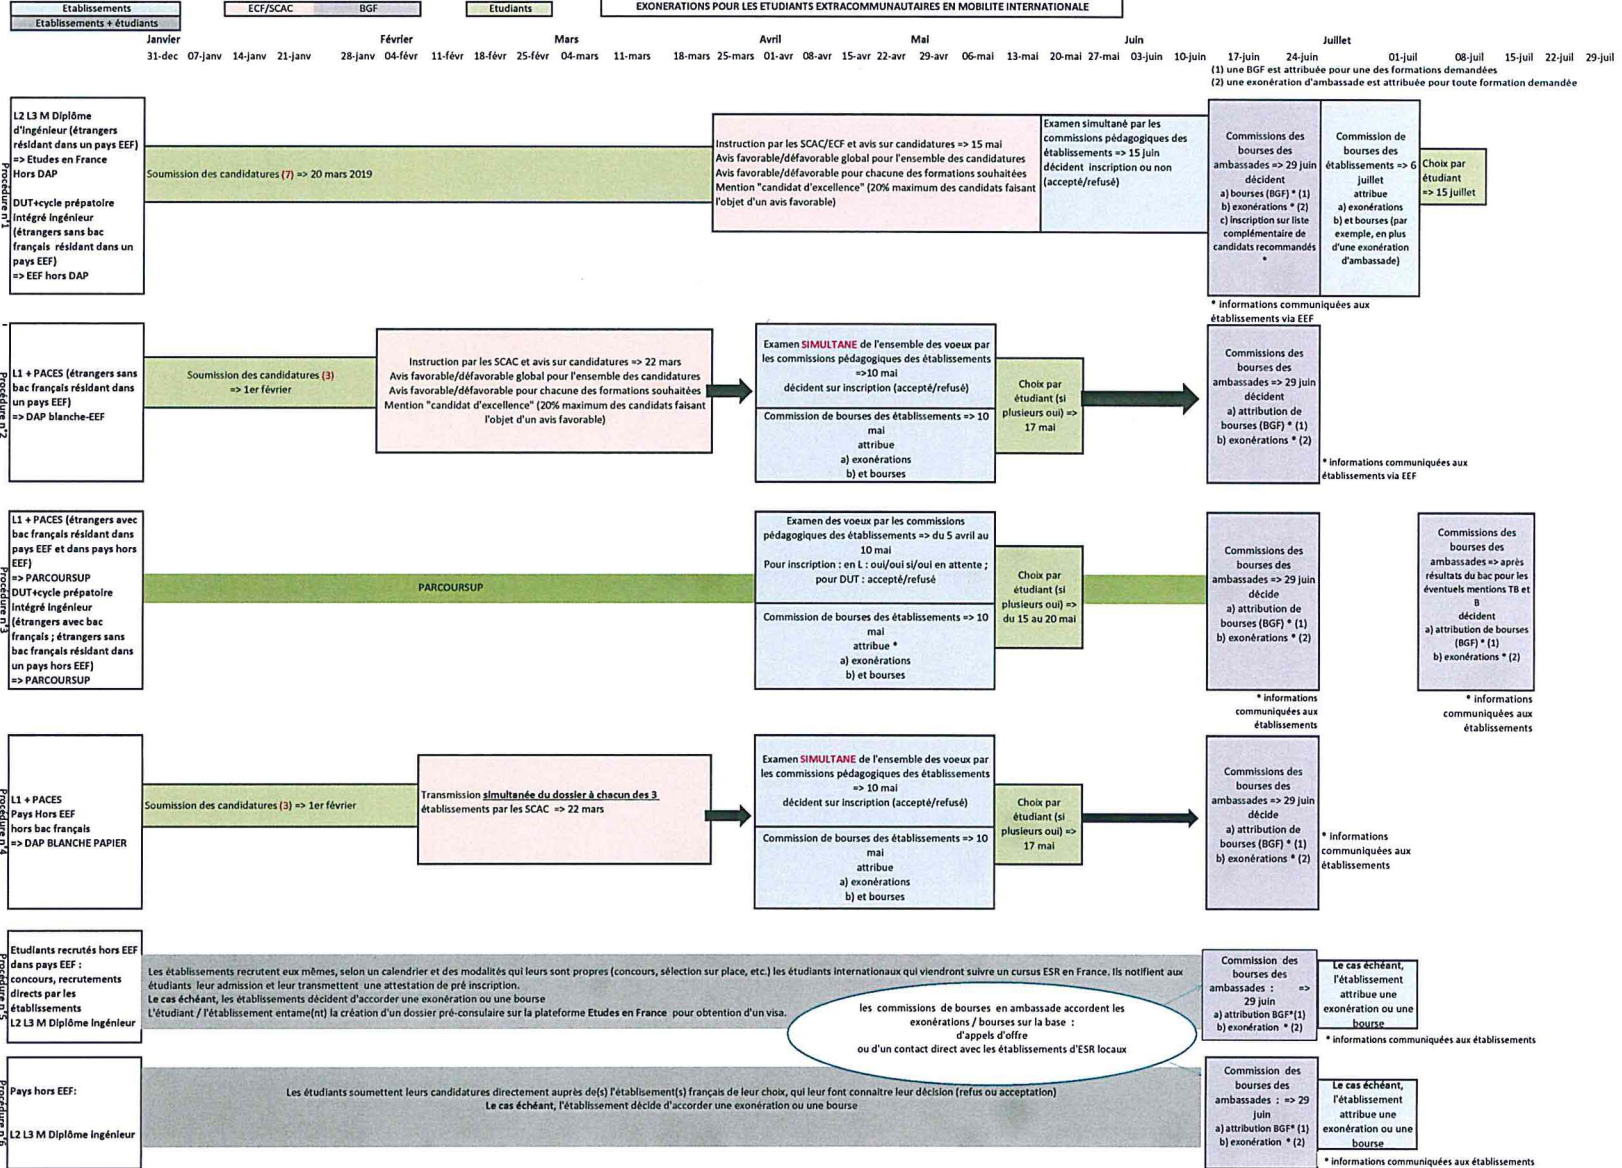 Etablissements
ECF/SCAC
BGF
Etudiants
EXONERATIONS POUR LES ETUDIANTS EXTRACOMMUNAUTAIRES EN MOBILITE INTERNATIONALE
Etablissements + étudiants
Janvier Février Mars Avril Mai Juin Juillet
31-dec 07-janv 14-janv 21-janv 28-janv 04-févr 11-févr 18-févr 25-févr 04-mars 11-mars 18-mars 25-mars 01-avr 08-avr 15-avr 22-avr 29-avr 06-mai 13-mai 20-mai 27-mai 03-juin 10-juin 17-juin 24-juin 01-juil 08-juil 15-juil 22-juil 29-juil
(1) une BGF est attribuée pour une des formations demandées
(2) une exonération d'ambassade est attribuée pour toute formation demandée
Procédure n°1
L2 L3 M Diplôme
d'ingénieur (étrangers
résidant dans un pays EEF)
=> Etudes en France
Hors DAP
DUT+cycle prépatoire
intégré ingénieur
(étrangers sans bac
français résidant dans un
pays EEF)
=> EEF hors DAP
Soumission des candidatures (7) => 20 mars 2019
Instruction par les SCAC/ECF et avis sur candidatures => 15 mai
Avis favorable/défavorable global pour l'ensemble des candidatures
Avis favorable/défavorable pour chacune des formations souhaitées
Mention "candidat d'excellence" (20% maximum des candidats faisant
l'objet d'un avis favorable)
Examen simultané par les
commissions pédagogiques des
établissements => 15 juin
décident inscription ou non
(accepté/refusé)
Commissions des
bourses des
ambassades => 29 juin
décident
a) bourses (BGF) * (1)
b) exonérations * (2)
c) inscription sur liste
complémentaire de
candidats recommandés
*
Commission de
bourses des
établissements => 6
juillet
attribue
a) exonérations
b) et bourses (par
exemple, en plus
d'une exonération
d'ambassade)
Choix par
étudiant
=> 15 juillet
* informations communiquées aux
établissements via EEF
Procédure n°2
L1 + PACES (étrangers sans
bac français résidant dans
un pays EEF)
=> DAP blanche-EEF
Soumission des candidatures (3)
=> 1er février
Instruction par les SCAC et avis sur candidatures => 22 mars
Avis favorable/défavorable global pour l'ensemble des candidatures
Avis favorable/défavorable pour chacune des formations souhaitées
Mention "candidat d'excellence" (20% maximum des candidats faisant
l'objet d'un avis favorable)
Examen SIMULTANE de l'ensemble des voeux par
les commissions pédagogiques des établissements
=>10 mai
décident sur inscription (accepté/refusé)
Commission de bourses des établissements => 10
mai
attribue
a) exonérations
b) et bourses
Choix par
étudiant (si
plusieurs oui) =>
17 mai
Commissions des
bourses des
ambassades => 29 juin
décident
a) attribution de
bourses (BGF) * (1)
b) exonérations * (2)
* informations communiquées aux
établissements via EEF
Procédure n°3
L1 + PACES (étrangers avec
bac français résidant dans
pays EEF et dans pays hors
EEF)
=> PARCOURSUP
DUT+cycle prépatoire
intégré ingénieur
(étrangers avec bac
français ; étrangers sans
bac français résidant dans
un pays hors EEF)
=> PARCOURSUP
PARCOURSUP
Examen des voeux par les commissions
pédagogiques des établissements => du 5 avril au
10 mai
Pour inscription : en L : oui/oui si/oui en attente ;
pour DUT : accepté/refusé
Commission de bourses des établissements => 10
mai
attribue *
a) exonérations
b) et bourses
Choix par
étudiant (si
plusieurs oui) =>
du 15 au 20 mai
Commissions des
bourses des
ambassades => 29 juin
décide
a) attribution de
bourses (BGF) * (1)
b) exonérations * (2)
Commissions des
bourses des
ambassades => après
résultats du bac pour les
éventuels mentions TB et
B
décident
a) attribution de bourses
(BGF) * (1)
b) exonérations * (2)
* informations
communiquées aux
établissements
* informations
communiquées aux
établissements
Procédure n°4
L1 + PACES
Pays Hors EEF
hors bac français
=> DAP BLANCHE PAPIER
Soumission des candidatures (3) => 1er février
Transmission simultanée du dossier à chacun des 3
établissements par les SCAC => 22 mars
Examen SIMULTANE de l'ensemble des voeux par
les commissions pédagogiques des établissements
=> 10 mai
décident sur inscription (accepté/refusé)
Commission de bourses des établissements => 10
mai
attribue
a) exonérations
b) et bourses
Choix par
étudiant (si
plusieurs oui) =>
17 mai
Commissions des
bourses des
ambassades => 29 juin
décide
a) attribution de
bourses (BGF) * (1)
b) exonérations * (2)
* informations
communiquées aux
établissements
Procédure n°5
Etudiants recrutés hors EEF
dans pays EEF :
concours, recrutements
directs par les
établissements
L2 L3 M Diplôme ingénieur
Les établissements recrutent eux mêmes, selon un calendrier et des modalités qui leurs sont propres (concours, sélection sur place, etc.) les étudiants internationaux qui viendront suivre un cursus ESR en France. Ils notifient aux
étudiants leur admission et leur transmettent une attestation de pré inscription.
Le cas échéant, les établissements décident d'accorder une exonération ou une bourse
L'étudiant / l'établissement entame(nt) la création d'un dossier pré-consulaire sur la plateforme Etudes en France pour obtention d'un visa.
les commissions de bourses en ambassade accordent les
exonérations / bourses sur la base :
d'appels d'offre
ou d'un contact direct avec les établissements d'ESR locaux
Commission des
bourses des
ambassades : =>
29 juin
a) attribution BGF*(1)
b) exonération * (2)
Le cas échéant,
l'établissement
attribue une
exonération ou une
bourse
* informations communiquées aux établissements
Procédure n°6
Pays hors EEF:
L2 L3 M Diplôme ingénieur
Les étudiants soumettent leurs candidatures directement auprès de(s) l'établisement(s) français de leur choix, qui leur font connaitre leur décision (refus ou acceptation)
Le cas échéant, l'établissement décide d'accorder une exonération ou une bourse
Commission des
bourses des
ambassades : => 29
juin
a) attribution BGF* (1)
b) exonération * (2)
Le cas échéant,
l'établissement
attribue une
exonération ou une
bourse
* informations communiquées aux établissements